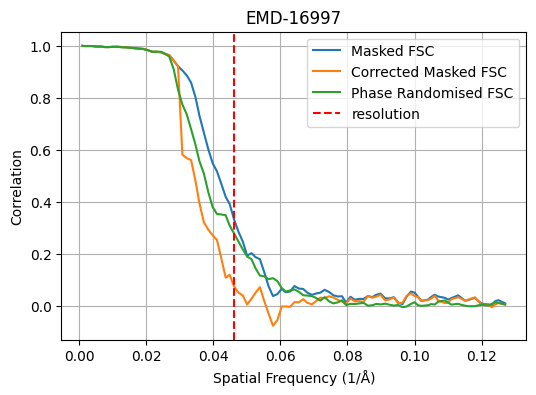 EMD-16997
Masked FSC
Corrected Masked FSC
Phase Randomised FSC
resolution
Correlation
1.0
0.8
0.6
0.4
0.2
0.0
0.00 0.02 0.04 0.06 0.08 0.10 0.12
Spatial Frequency (1/Å)